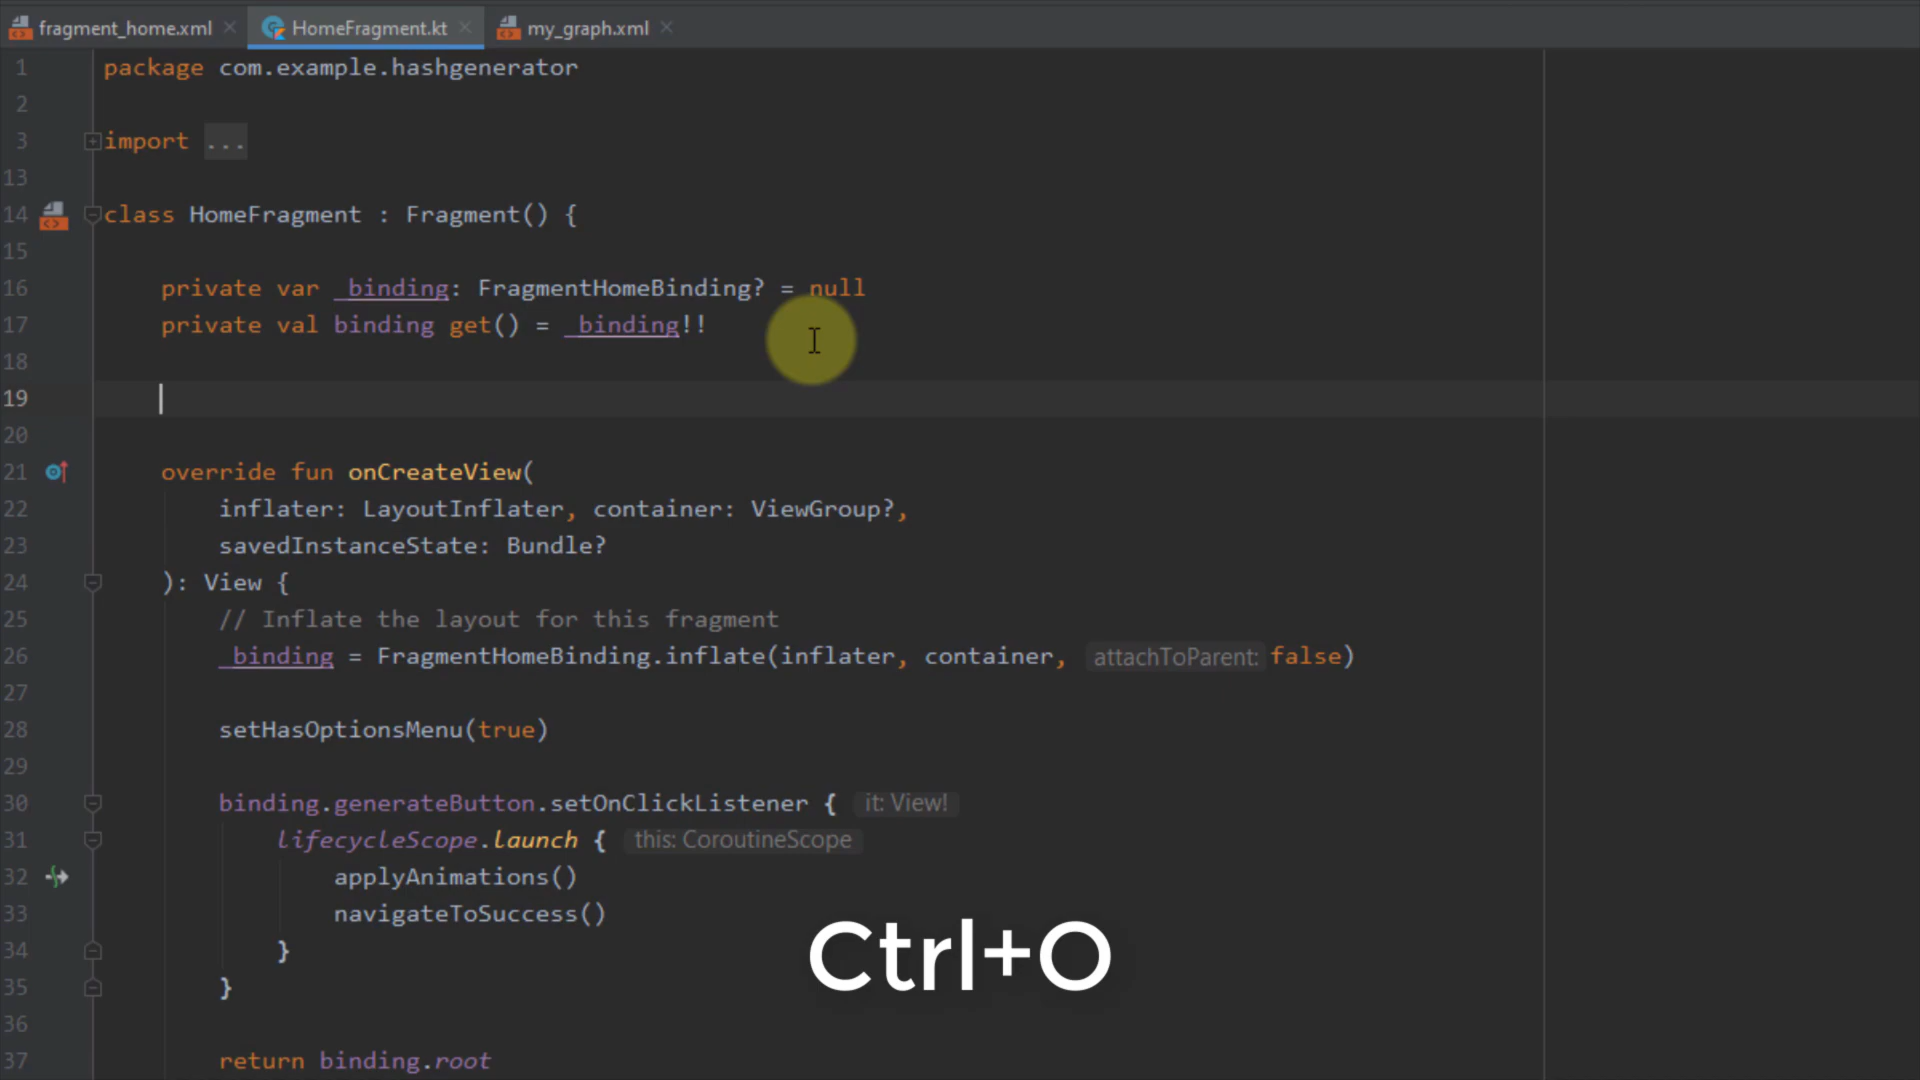 fragment_home.xml HomeFragment.kt my_graph.xml
1 package com.example.hashgenerator
2
3 import ...
13
14 class HomeFragment : Fragment() {
15
16 private var _binding: FragmentHomeBinding? = null
17 private val binding get() = _binding!!
18
19
20
21 override fun onCreateView(
22 inflater: LayoutInflater, container: ViewGroup?,
23 savedInstanceState: Bundle?
24 ): View {
25 // Inflate the layout for this fragment
26 _binding = FragmentHomeBinding.inflate(inflater, container, attachToParent: false)
27
28 setHasOptionsMenu(true)
29
30 binding.generateButton.setOnClickListener { it: View!
31 lifecycleScope.launch { this: CoroutineScope
32 applyAnimations()
33 navigateToSuccess()
34 }
35 }
36
37 return binding.root
Ctrl+O